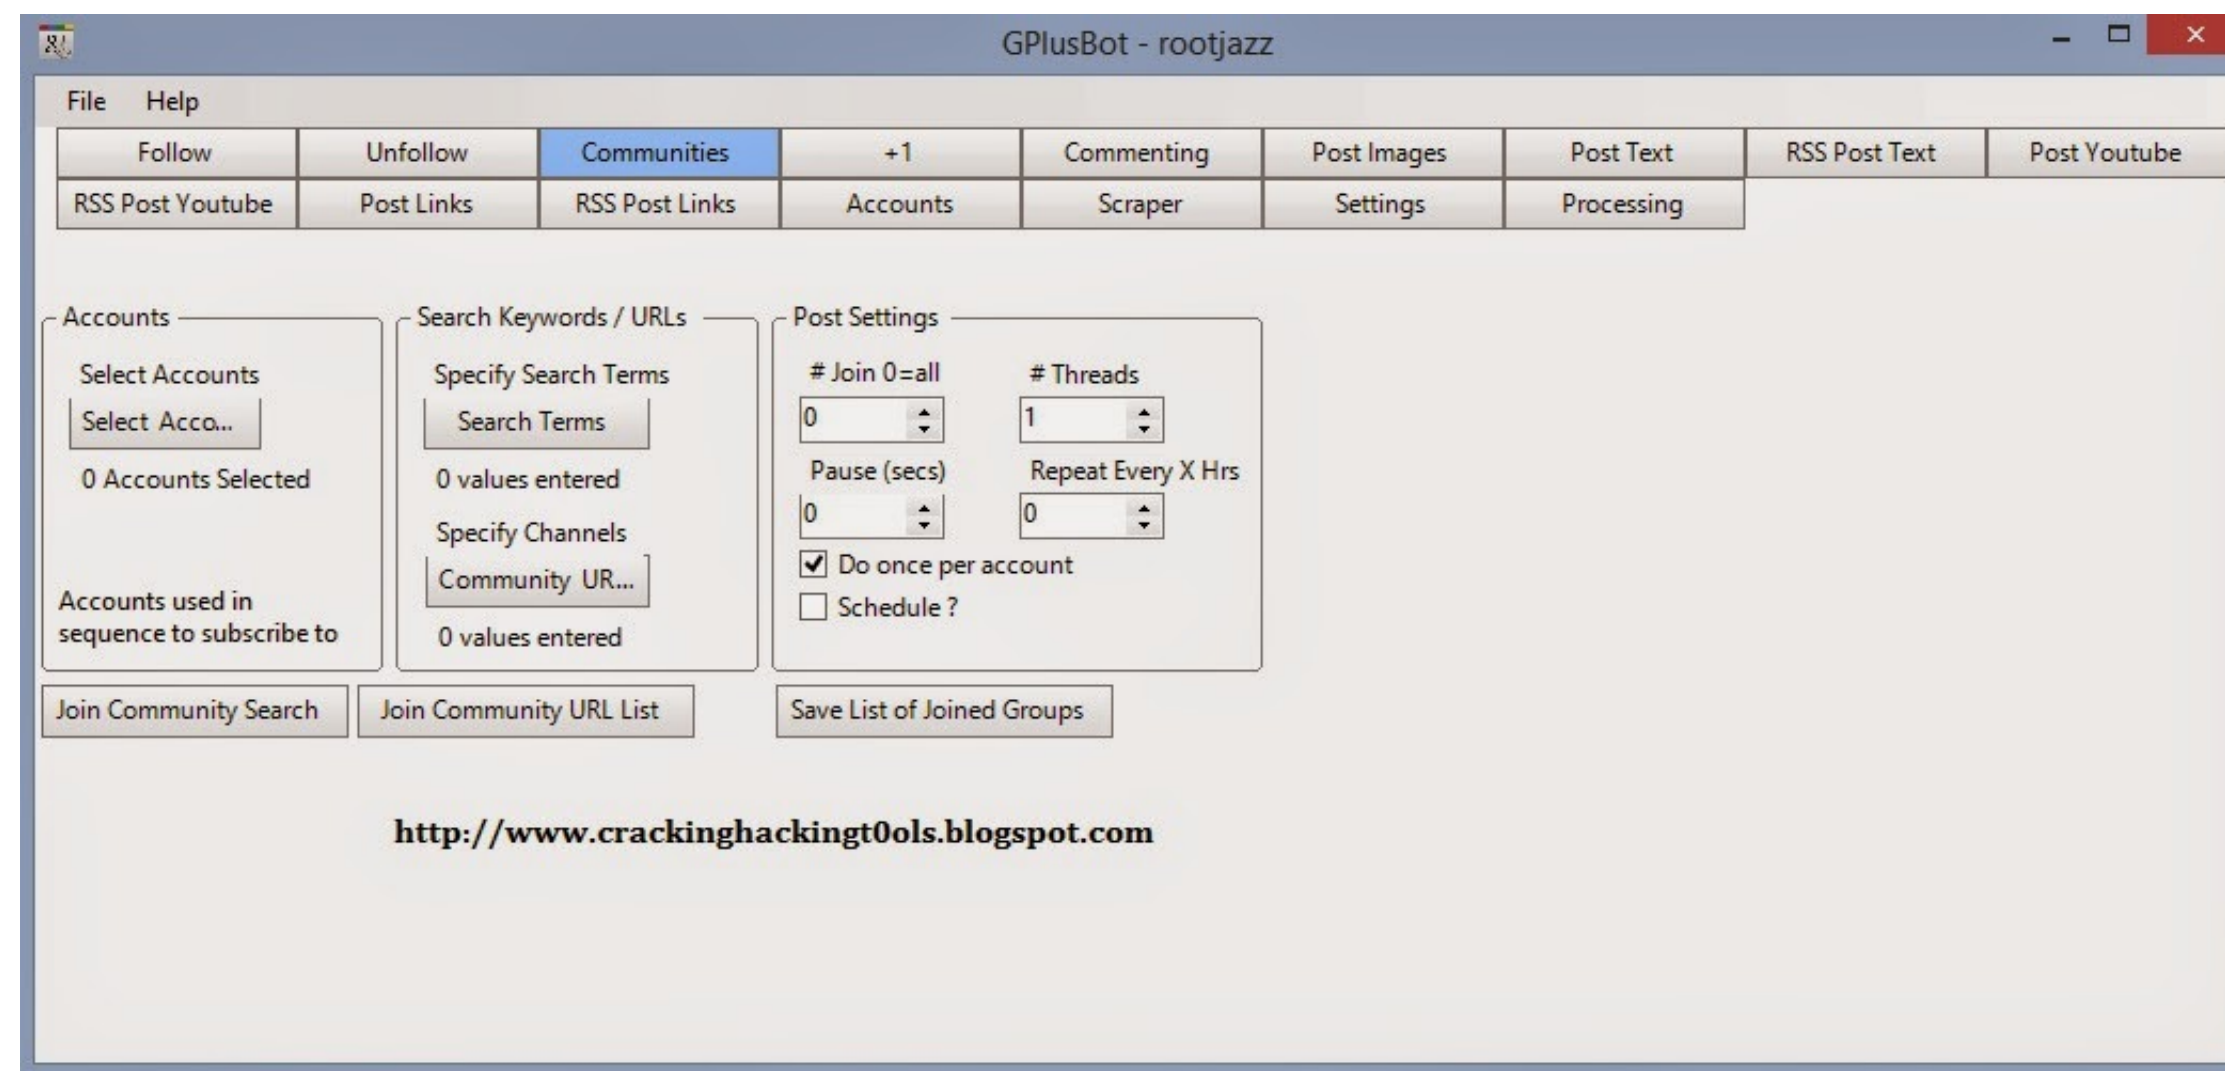 GPlusBot - rootjazz
File Help
Follow Unfollow Communities +1 Commenting Post Images Post Text RSS Post Text Post Youtube
RSS Post Youtube Post Links RSS Post Links Accounts Scraper Settings Processing
Accounts
Select Accounts
Select Acco...
0 Accounts Selected
Accounts used in
sequence to subscribe to
Search Keywords / URLs
Specify Search Terms
Search Terms
0 values entered
Specify Channels
Community UR...
0 values entered
Post Settings
# Join 0=all # Threads
0 1
Pause (secs) Repeat Every X Hrs
0 0
Do once per account
Schedule ?
Join Community Search Join Community URL List Save List of Joined Groups
http://www.crackinghackingt0ols.blogspot.com